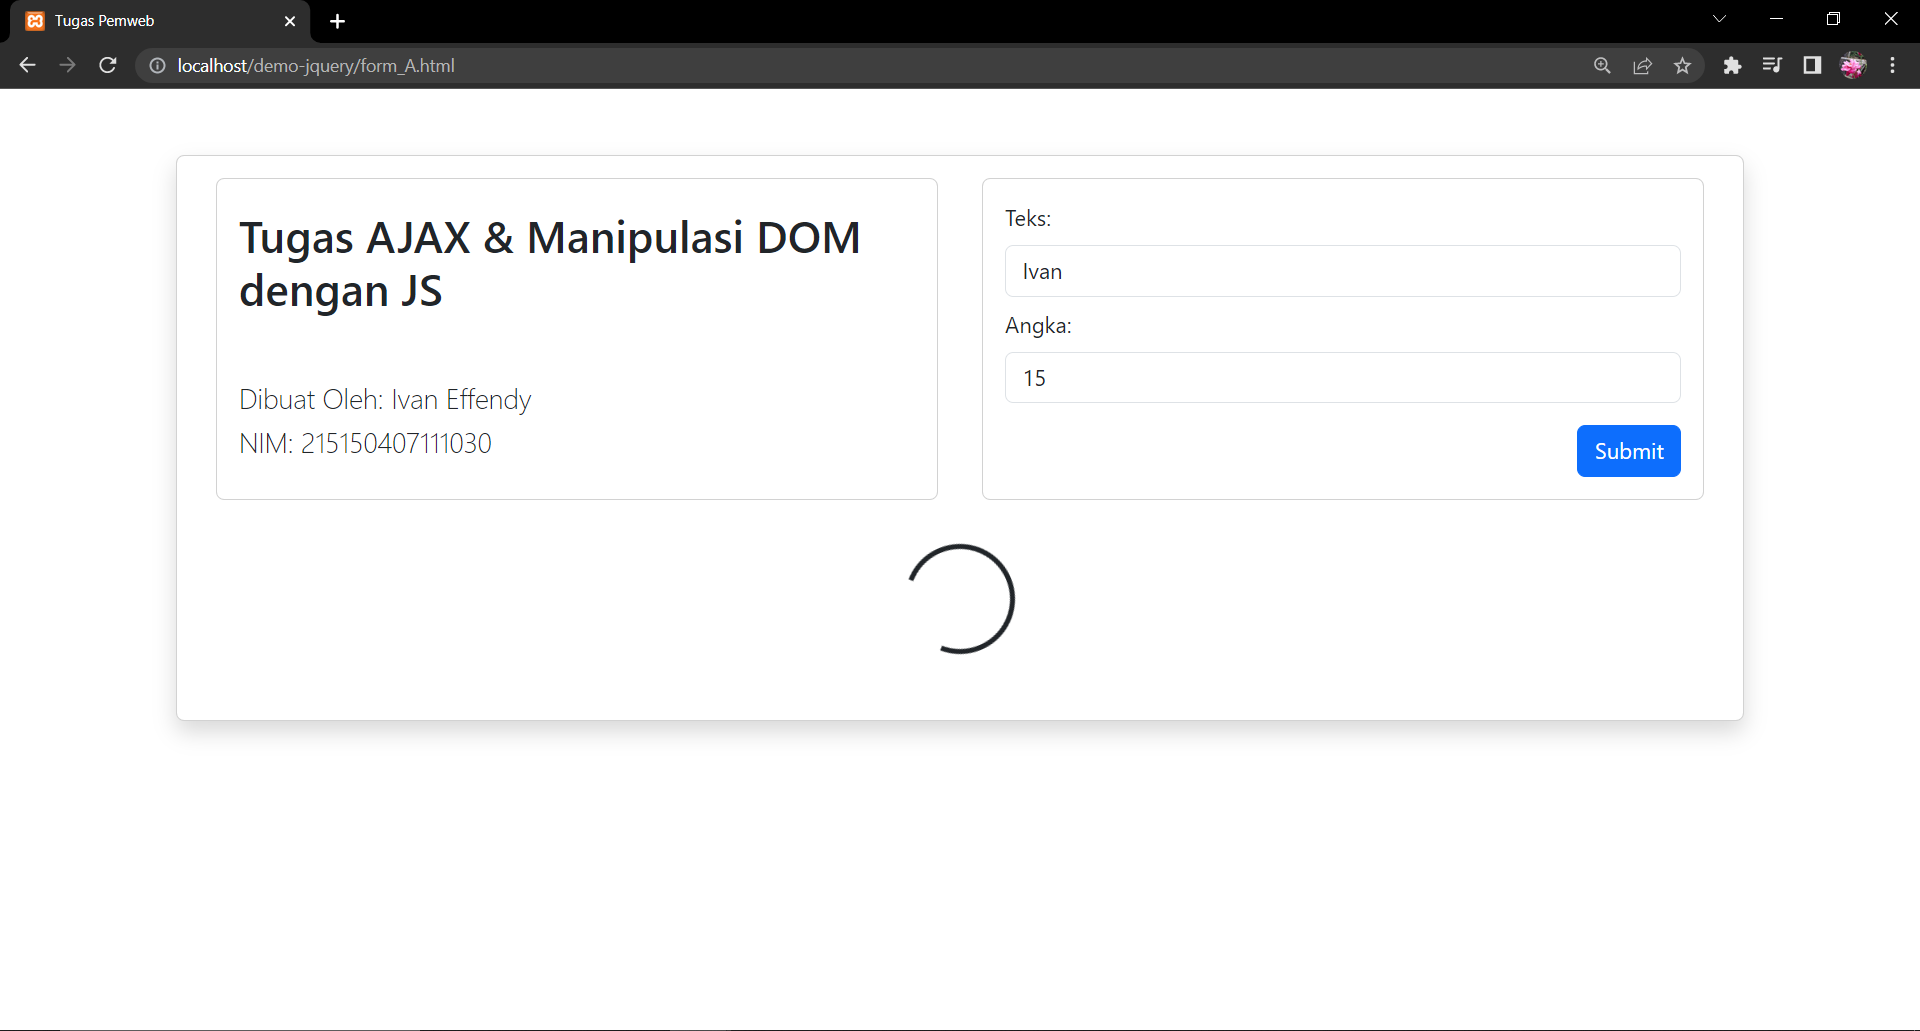 Tugas Pemweb
localhost/demo-jquery/form_A.html
Tugas AJAX & Manipulasi DOM
dengan JS
Dibuat Oleh: Ivan Effendy
NIM: 215150407111030
Teks:
Ivan
Angka:
15
Submit